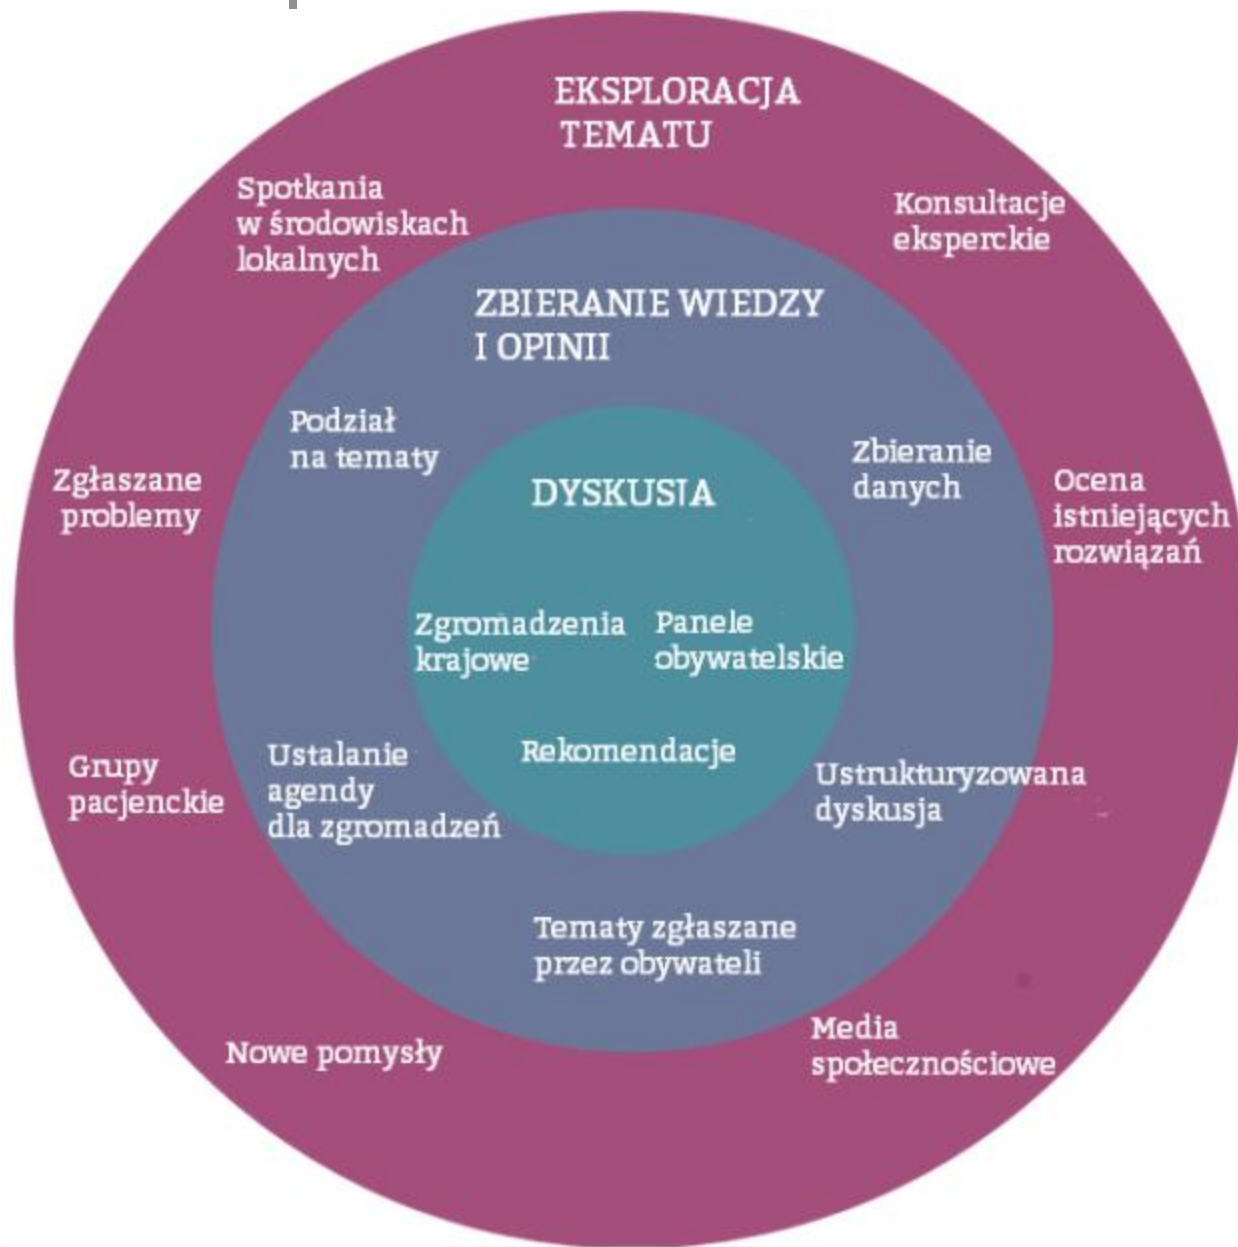 EKSPLORACJA
TEMATU
Spotkania
w środowiskach
lokalnych
Konsultacje
eksperckie
ZBIERANIE WIEDZY
I OPINII
Podział
na tematy
Zbieranie
danych
Zgłaszane
problemy
Ocena
istniejących
rozwiązań
DYSKUSJA
Zgromadzenia
krajowe
Panele
obywatelskie
Rekomendacje
Grupy
pacjenckie
Ustalanie
agendy
dla zgromadzeń
Ustrukturyzowana
dyskusja
Tematy zgłaszane
przez obywateli
Nowe pomysły
Media
społecznościowe